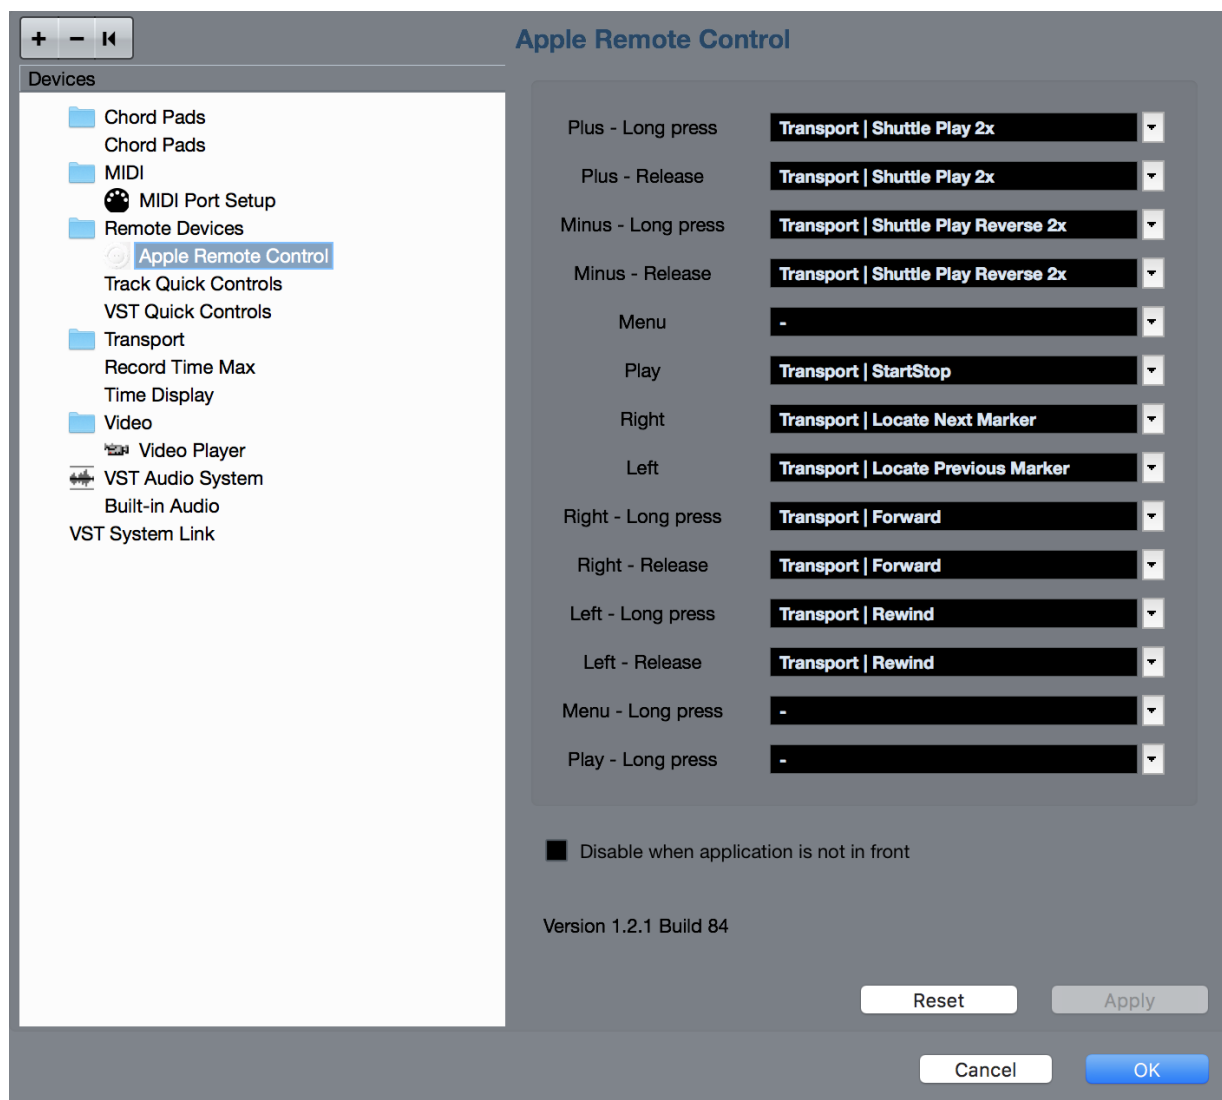 Apple Remote Control
Devices
Chord Pads
Chord Pads
MIDI
MIDI Port Setup
Remote Devices
Apple Remote Control
Track Quick Controls
VST Quick Controls
Transport
Record Time Max
Time Display
Video
Video Player
VST Audio System
Built-in Audio
VST System Link
Plus - Long press Transport | Shuttle Play 2x
Plus - Release Transport | Shuttle Play 2x
Minus - Long press Transport | Shuttle Play Reverse 2x
Minus - Release Transport | Shuttle Play Reverse 2x
Menu -
Play Transport | StartStop
Right Transport | Locate Next Marker
Left Transport | Locate Previous Marker
Right - Long press Transport | Forward
Right - Release Transport | Forward
Left - Long press Transport | Rewind
Left - Release Transport | Rewind
Menu - Long press -
Play - Long press -
Disable when application is not in front
Version 1.2.1 Build 84
Reset Apply
Cancel OK